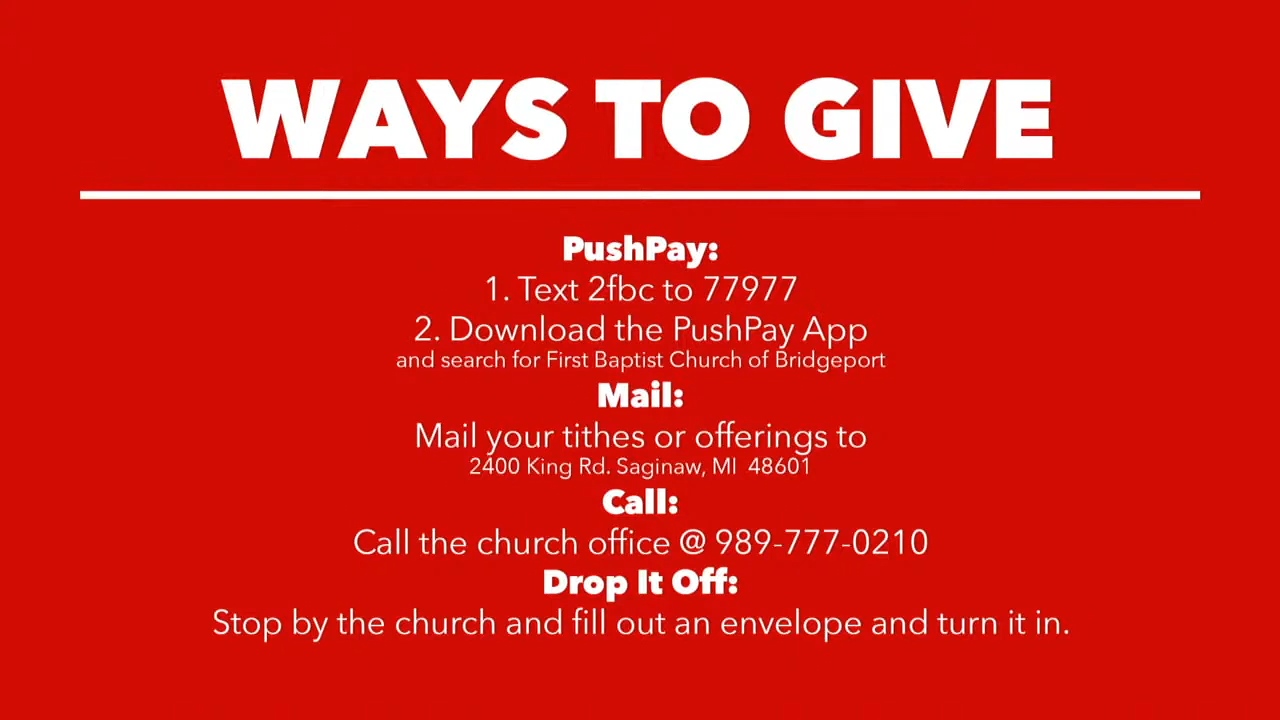 WAYS TO GIVE
PushPay:
1. Text 2fbc to 77977
2. Download the PushPay App
and search for First Baptist Church of Bridgeport
Mail:
Mail your tithes or offerings to
2400 King Rd. Saginaw, MI  48601
Call:
Call the church office @ 989-777-0210
Drop It Off:
Stop by the church and fill out an envelope and turn it in.